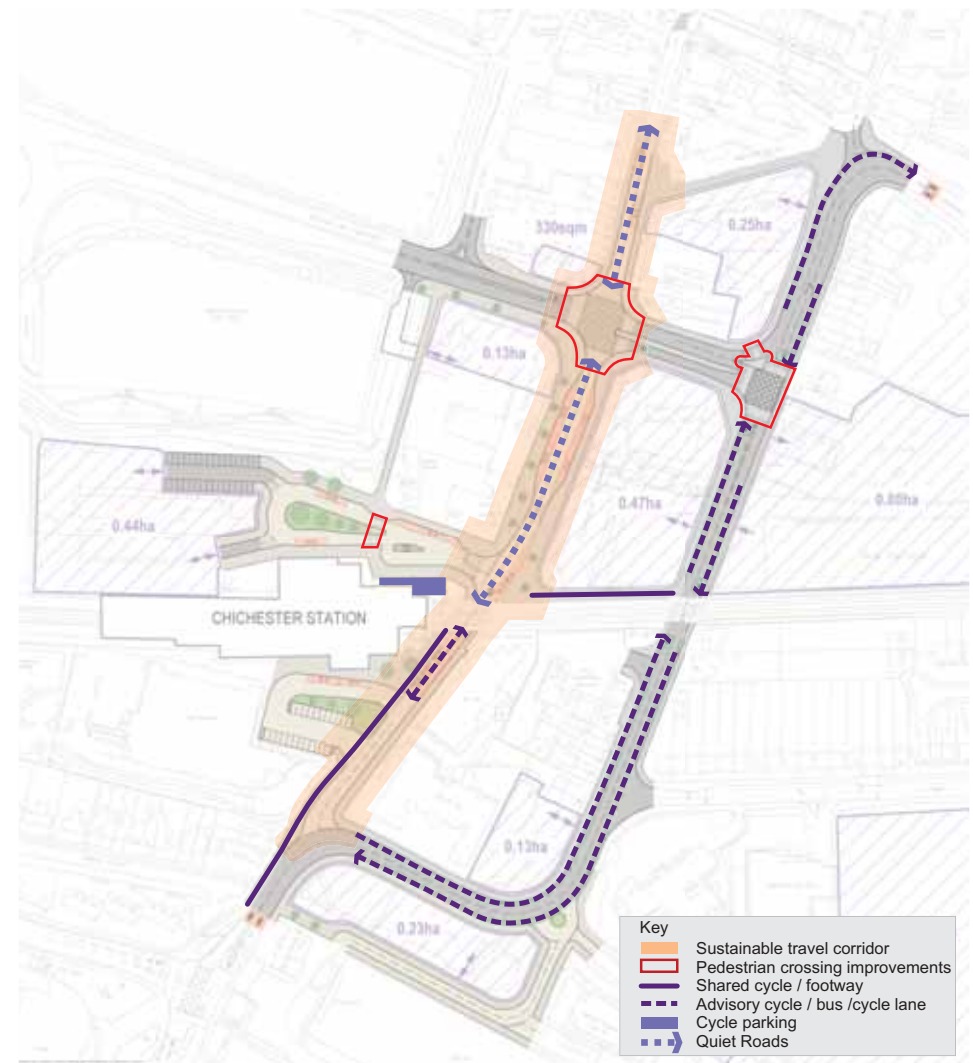 330sqm
0.25ha
0.13ha
0.44ha
0.47ha
0.88ha
CHICHESTER STATION
0.13ha
0.23ha
Key
Sustainable travel corridor
Pedestrian crossing improvements
Shared cycle / footway
Advisory cycle / bus /cycle lane
Cycle parking
Quiet Roads